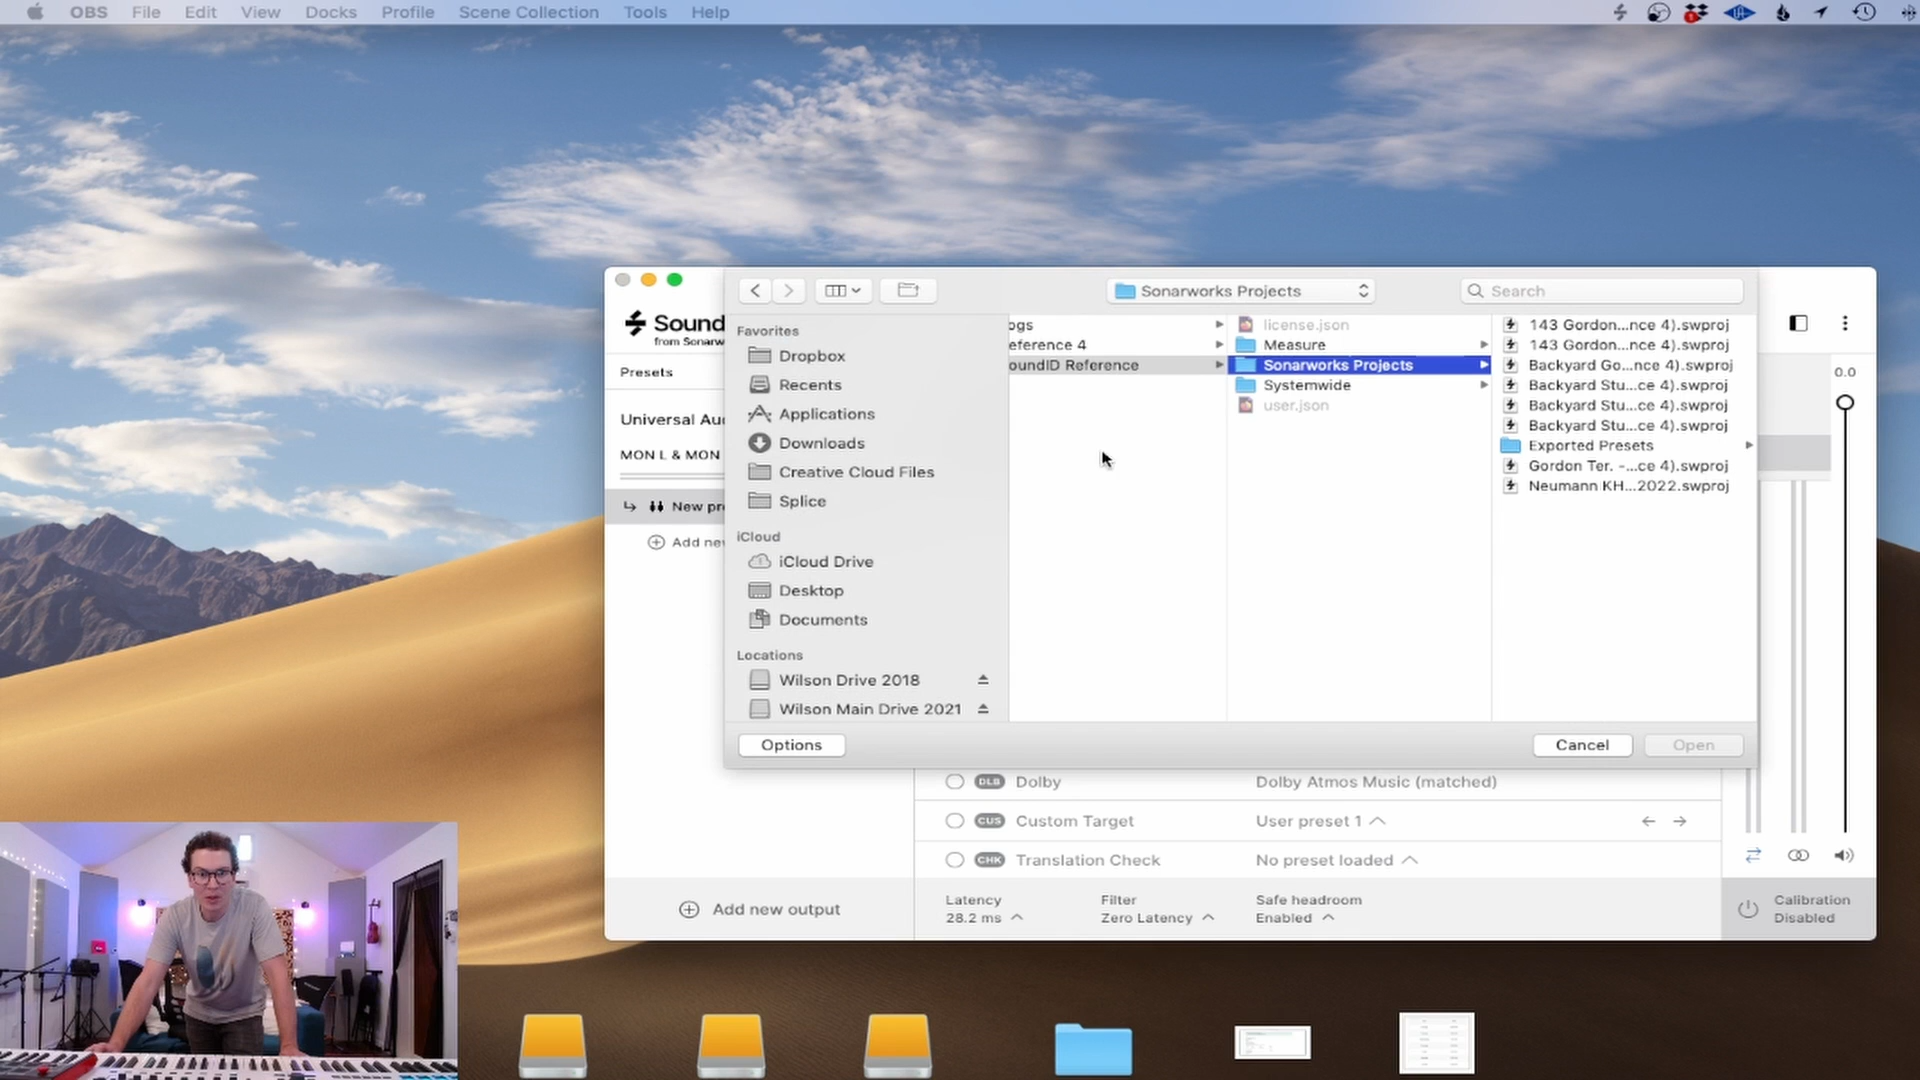 OBS File Edit View Docks Profile Scene Collection Tools Help
Sonarworks Projects
Search
Sound
from Sonarw
Presets
Universal Au
MON L & MON
New pr
Add ne
Favorites
Dropbox
Recents
Applications
Downloads
Creative Cloud Files
Splice
iCloud
iCloud Drive
Desktop
Documents
Locations
Wilson Drive 2018
Wilson Main Drive 2021
ogs
eference 4
oundID Reference
license.json
Measure
Sonarworks Projects
Systemwide
user.json
143 Gordon...nce 4).swproj
143 Gordon...nce 4).swproj
Backyard Go...nce 4).swproj
Backyard Stu...ce 4).swproj
Backyard Stu...ce 4).swproj
Backyard Stu...ce 4).swproj
Exported Presets
Gordon Ter. -...ce 4).swproj
Neumann KH...2022.swproj
0.0
Options
Cancel
Open
DLB Dolby Dolby Atmos Music (matched)
CUS Custom Target User preset 1
CHK Translation Check No preset loaded
Add new output
Latency
28.2 ms
Filter
Zero Latency
Safe headroom
Enabled
Calibration
Disabled